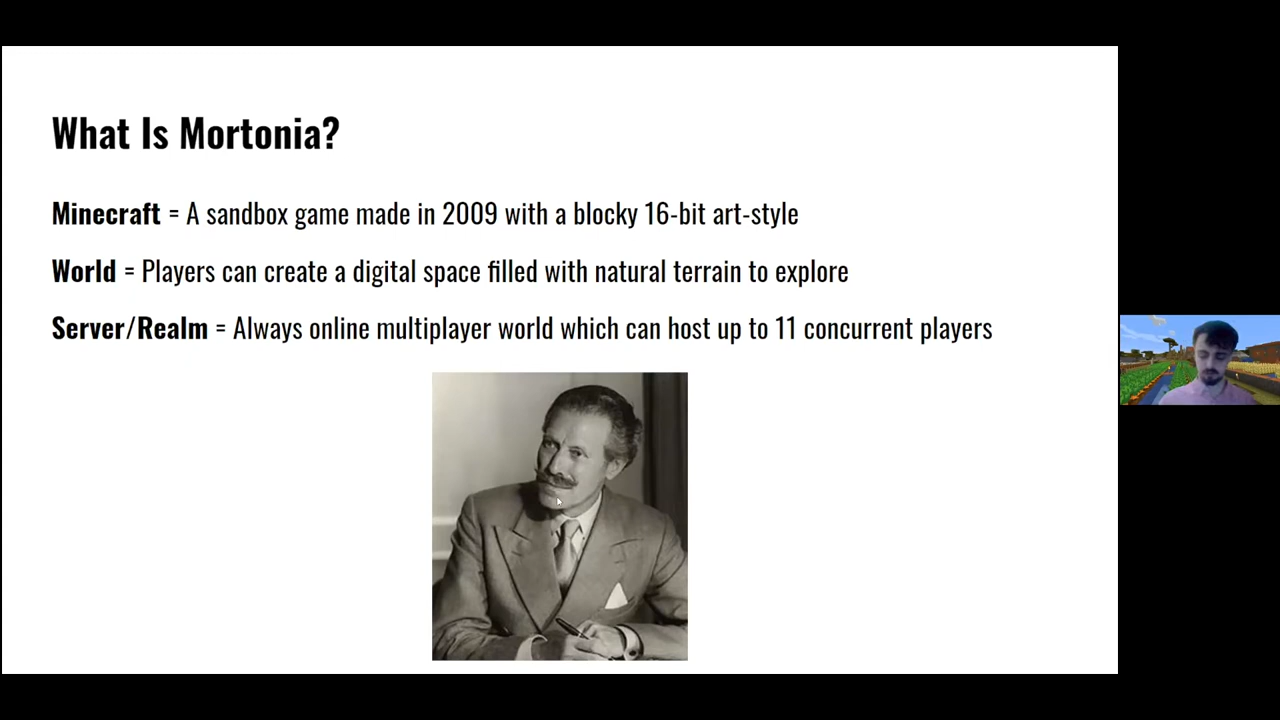 What Is Mortonia?
Minecraft = A sandbox game made in 2009 with a blocky 16-bit art-style
World = Players can create a digital space filled with natural terrain to explore
Server/Realm = Always online multiplayer world which can host up to 11 concurrent players